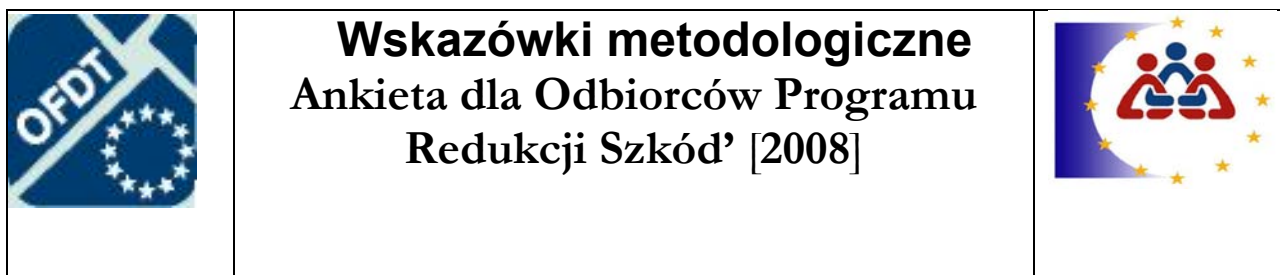 OFDT
Wskazówki metodologiczne
Ankieta dla Odbiorców Programu
Redukcji Szkód’ [2008]